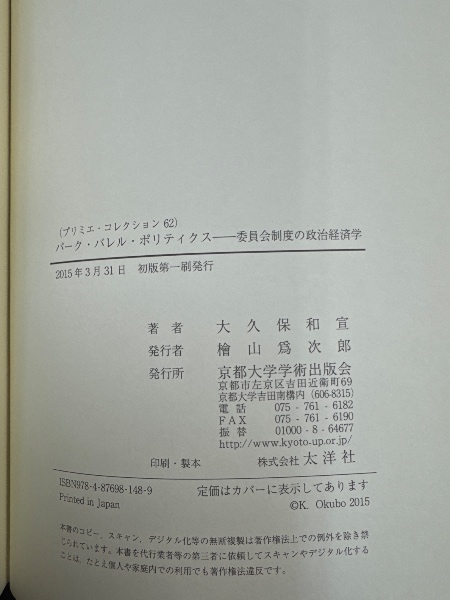 (プリミエ・コレクション 62)
パーク・バレル・ポリティクス――委員会制度の政治経済学
2015年3月31日 初版第一刷発行
著者 大久保和宣
発行者 檜山爲次郎
発行所 京都大学学術出版会
京都市左京区吉田近衛町69
京都大学吉田南構内 (606-8315)
電話 075-761-6182
FAX 075-761-6190
振替 01000-8-64677
http://www.kyoto-up.or.jp/
印刷・製本 株式会社 太洋社
ISBN978-4-87698-148-9 定価はカバーに表示してあります
Printed in Japan ©K. Okubo 2015
本書のコピー、スキャン、デジタル化等の無断複製は著作権法上での例外を除き禁
じられています。本書を代行業者等の第三者に依頼してスキャンやデジタル化する
ことは、たとえ個人や家庭内での利用でも著作権法違反です。